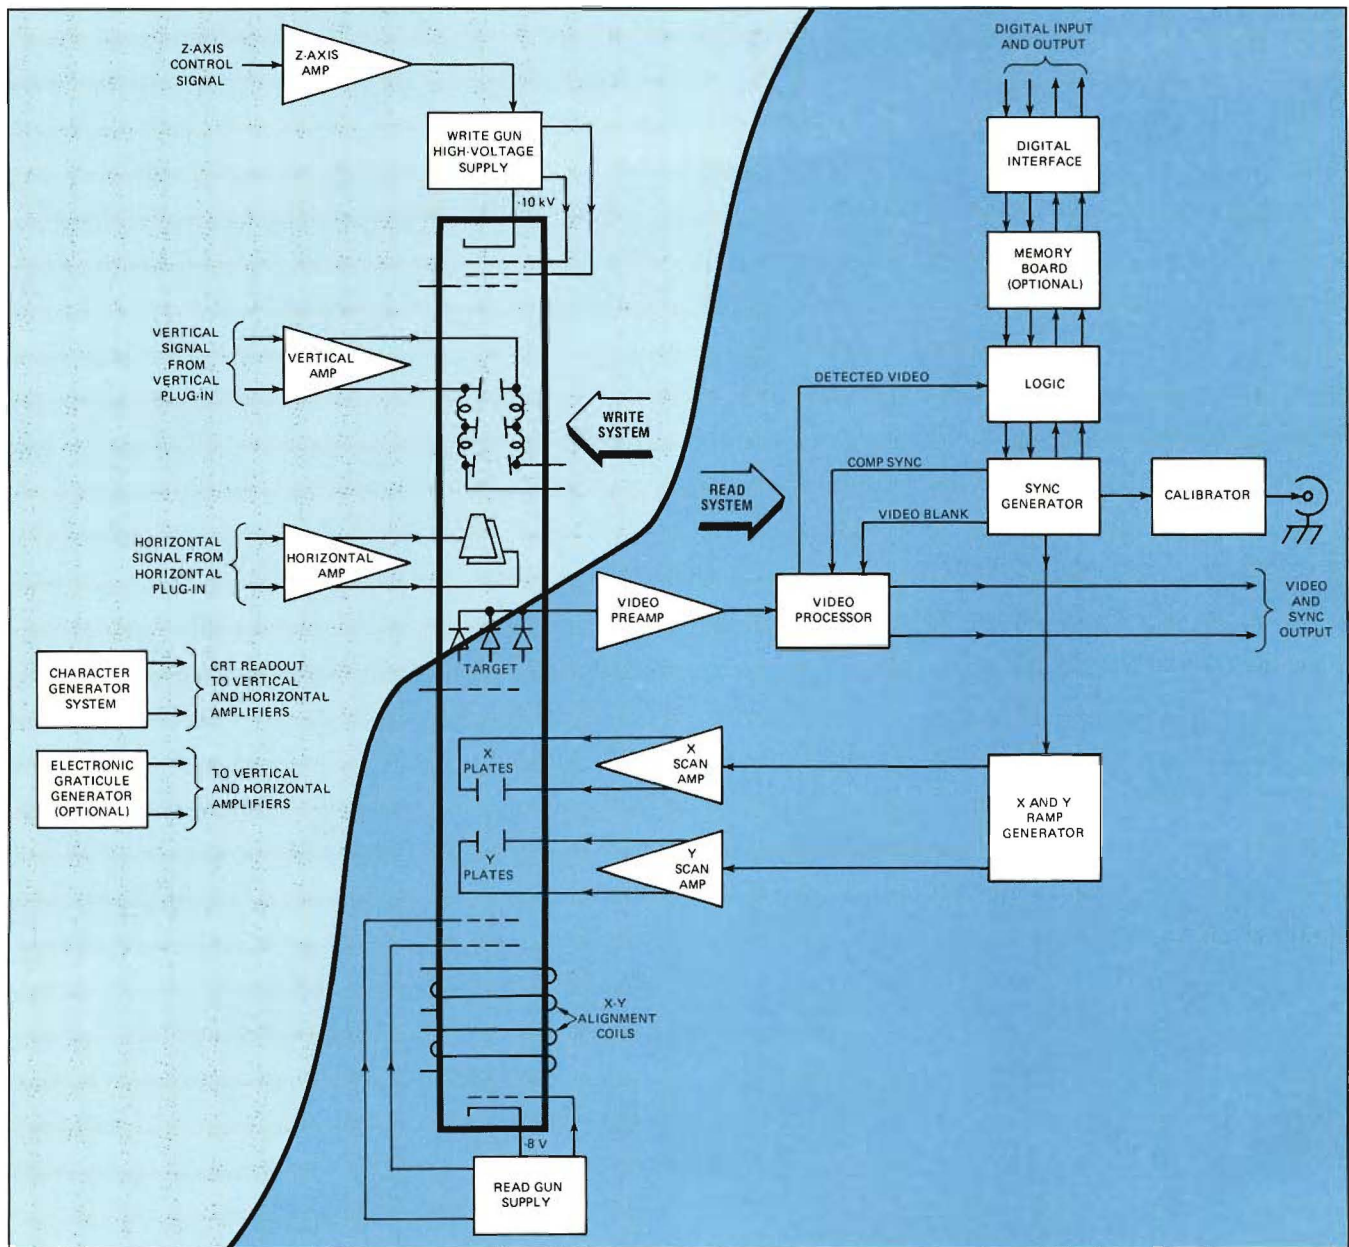 Z-AXIS
CONTROL
SIGNAL
Z-AXIS
AMP
WRITE GUN
HIGH-VOLTAGE
SUPPLY
-10 kV
VERTICAL
SIGNAL
FROM
VERTICAL
PLUG-IN
VERTICAL
AMP
WRITE
SYSTEM
HORIZONTAL
SIGNAL FROM
HORIZONTAL
PLUG-IN
HORIZONTAL
AMP
TARGET
CHARACTER
GENERATOR
SYSTEM
CRT READOUT
TO VERTICAL
AND HORIZONTAL
AMPLIFIERS
ELECTRONIC
GRATICULE
GENERATOR
(OPTIONAL)
TO VERTICAL
AND HORIZONTAL
AMPLIFIERS
DIGITAL INPUT
AND OUTPUT
DIGITAL
INTERFACE
MEMORY
BOARD
(OPTIONAL)
DETECTED VIDEO
LOGIC
READ
SYSTEM
COMP SYNC
SYNC
GENERATOR
CALIBRATOR
VIDEO BLANK
VIDEO
PREAMP
VIDEO
PROCESSOR
VIDEO
AND
SYNC
OUTPUT
X
PLATES
X
SCAN
AMP
X AND Y
RAMP
GENERATOR
Y
PLATES
Y
SCAN
AMP
X-Y
ALIGNMENT
COILS
-8 V
READ GUN
SUPPLY